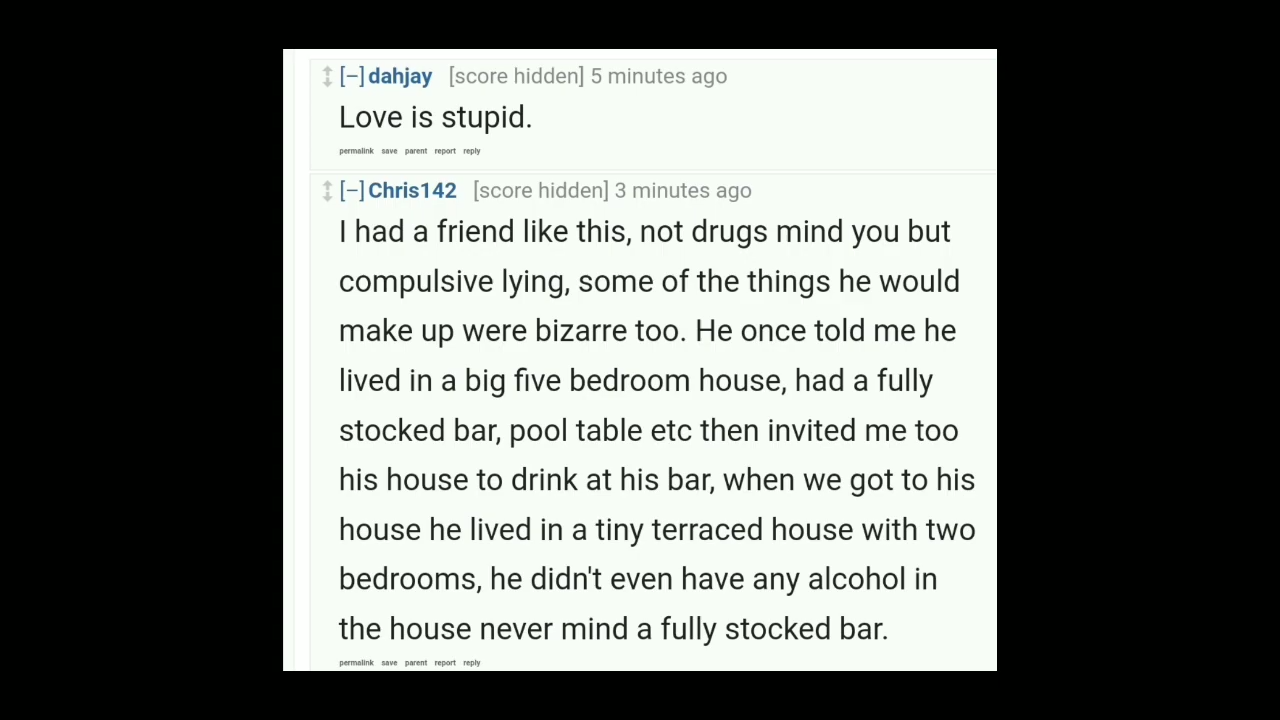 [–] dahjay [score hidden] 5 minutes ago
Love is stupid.
permalink save parent report reply
[–] Chris142 [score hidden] 3 minutes ago
I had a friend like this, not drugs mind you but
compulsive lying, some of the things he would
make up were bizarre too. He once told me he
lived in a big five bedroom house, had a fully
stocked bar, pool table etc then invited me too
his house to drink at his bar, when we got to his
house he lived in a tiny terraced house with two
bedrooms, he didn't even have any alcohol in
the house never mind a fully stocked bar.
permalink save parent report reply